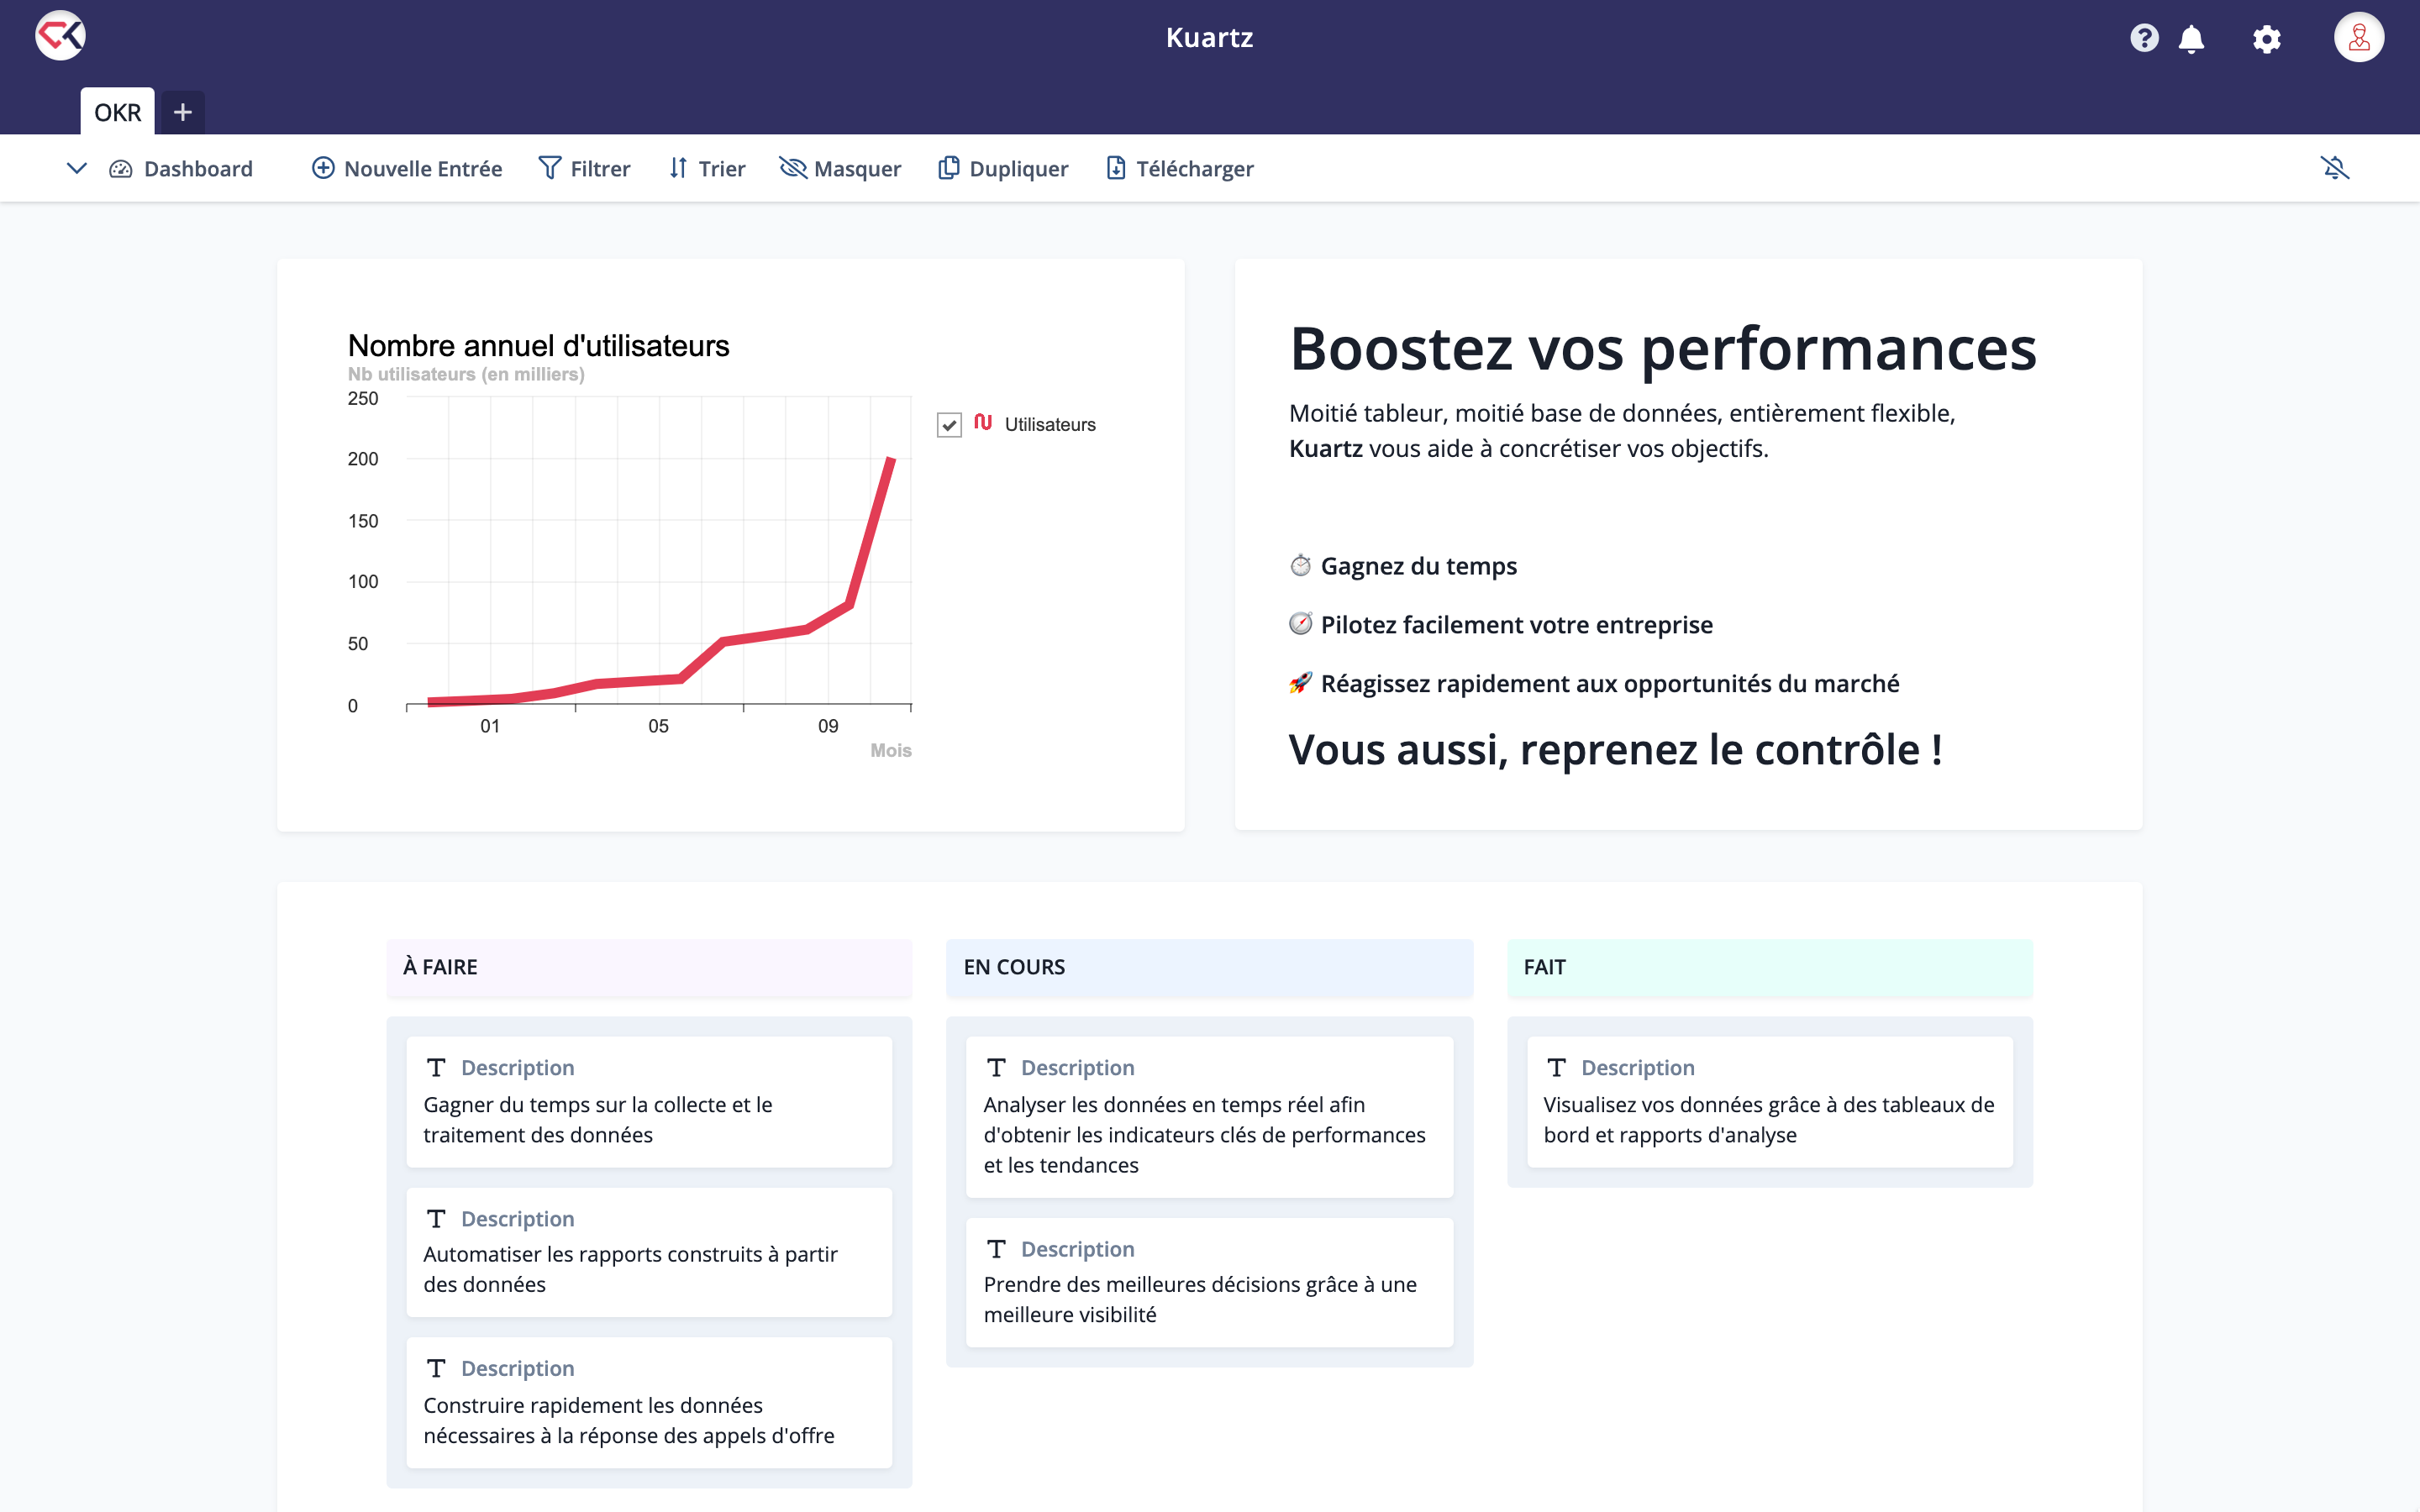 Kuartz
OKR
Dashboard
Nouvelle Entrée
Filtrer
Trier
Masquer
Dupliquer
Télécharger
Nombre annuel d'utilisateurs
Nb utilisateurs (en milliers)
250
200
150
100
50
0
01
05
09
Mois
Utilisateurs
Boostez vos performances
Moitié tableur, moitié base de données, entièrement flexible,
Kuartz vous aide à concrétiser vos objectifs.
Gagnez du temps
Pilotez facilement votre entreprise
Réagissez rapidement aux opportunités du marché
Vous aussi, reprenez le contrôle !
À FAIRE
Description
Gagner du temps sur la collecte et le
traitement des données
Description
Automatiser les rapports construits à partir
des données
Description
Construire rapidement les données
nécessaires à la réponse des appels d'offre
EN COURS
Description
Analyser les données en temps réel afin
d'obtenir les indicateurs clés de performances
et les tendances
Description
Prendre des meilleures décisions grâce à une
meilleure visibilité
FAIT
Description
Visualisez vos données grâce à des tableaux de
bord et rapports d'analyse